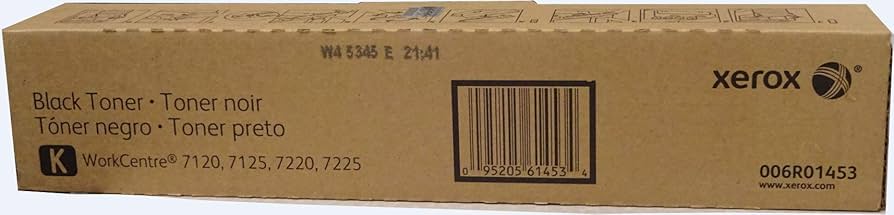 W4 5345 E 21:41
xerox
Black Toner • Toner noir
Tóner negro • Toner preto
K WorkCentre® 7120, 7125, 7220, 7225
0 95205 61453 4
006R01453
www.xerox.com